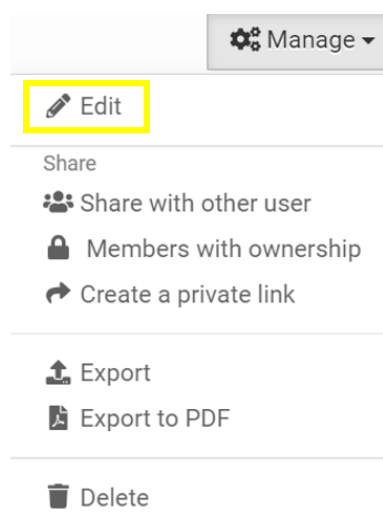 Manage
Edit
Share
Share with other user
Members with ownership
Create a private link
Export
Export to PDF
Delete